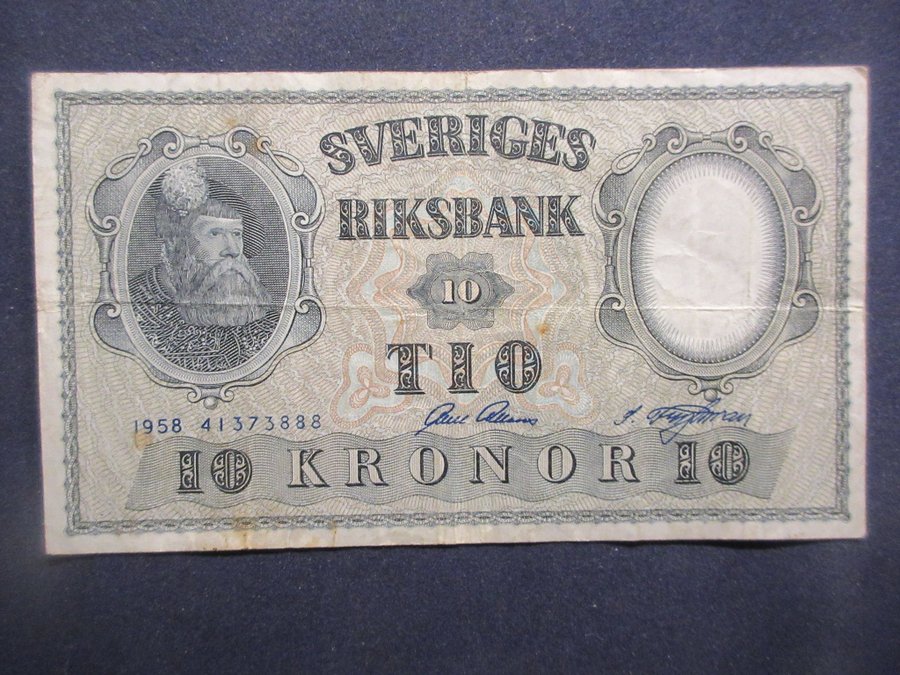 SVERIGES
RIKSBANK
10
TIO
1958 41373888
10 KRONOR 10